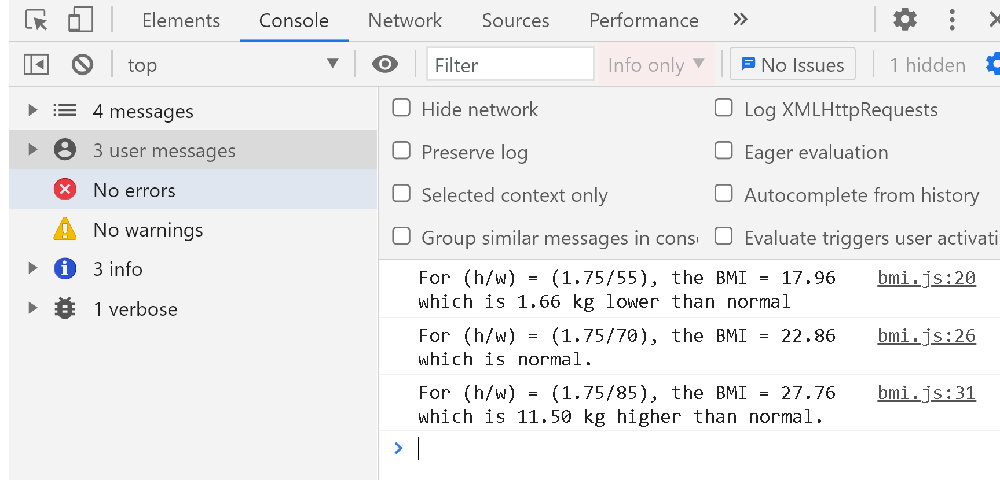 Elements Console Network Sources Performance
top Filter Info only No Issues 1 hidden
4 messages
3 user messages
No errors
No warnings
3 info
1 verbose
Hide network Log XMLHttpRequests
Preserve log Eager evaluation
Selected context only Autocomplete from history
Group similar messages in cons Evaluate triggers user activati
For (h/w) = (1.75/55), the BMI = 17.96 bmi.js:20
which is 1.66 kg lower than normal
For (h/w) = (1.75/70), the BMI = 22.86 bmi.js:26
which is normal.
For (h/w) = (1.75/85), the BMI = 27.76 bmi.js:31
which is 11.50 kg higher than normal.